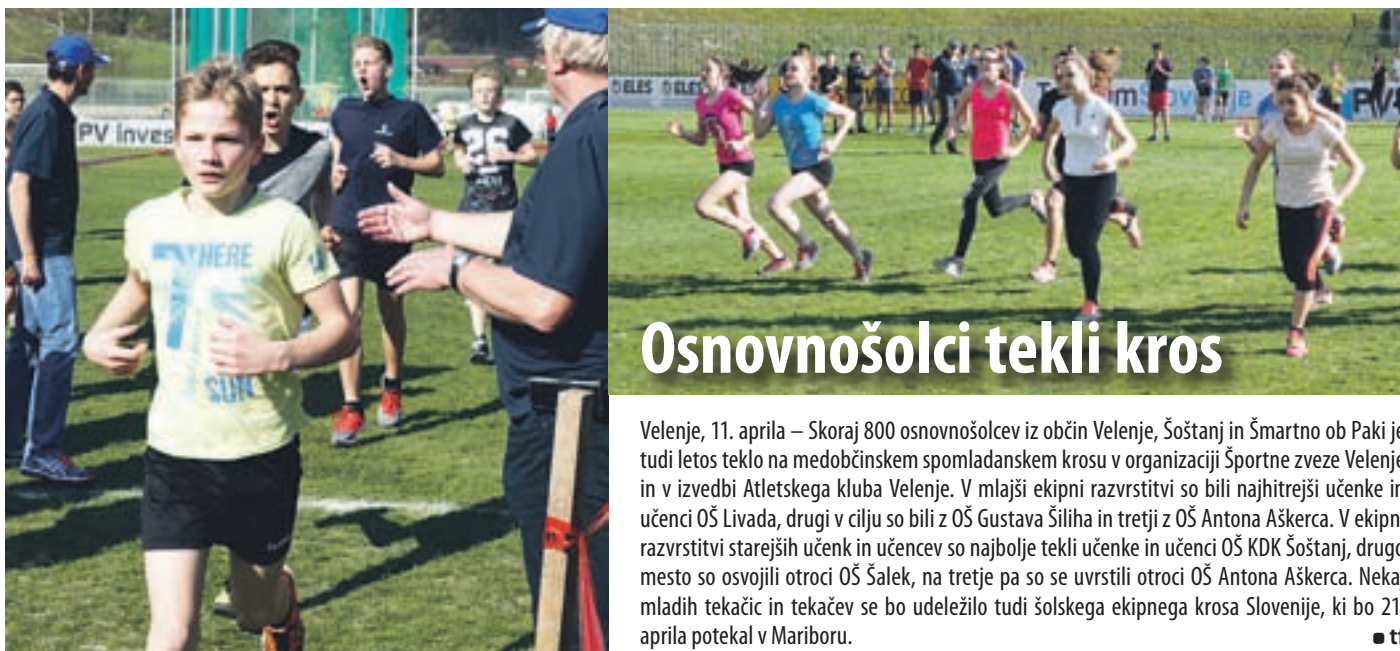 PV inves
HERE
SUN
26
ELES ELES
Osnovnošolci tekli kros
Velenje, 11. aprila – Skoraj 800 osnovnošolcev iz občin Velenje, Šoštanj in Šmartno ob Paki je
tudi letos teklo na medobčinskem spomladanskem krosu v organizaciji Športne zveze Velenje
in v izvedbi Atletskega kluba Velenje. V mlajši ekipni razvrstitvi so bili najhitrejši učenke in
učenci OŠ Livada, drugi v cilju so bili z OŠ Gustava Šiliha in tretji z OŠ Antona Aškerca. V ekipn
razvrstitvi starejših učenk in učencev so najbolje tekli učenke in učenci OŠ KDK Šoštanj, drugo
mesto so osvojili otroci OŠ Šalek, na tretje pa so se uvrstili otroci OŠ Antona Aškerca. Neka
mladih tekačic in tekačev se bo udeležilo tudi šolskega ekipnega krosa Slovenije, ki bo 21
aprila potekal v Mariboru.